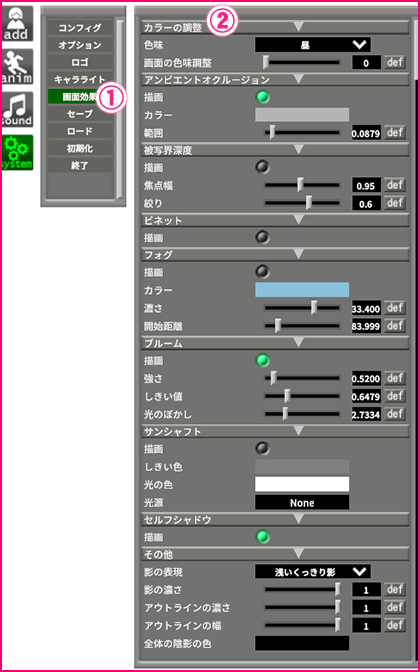 add
anim
sound
system
コンフィグ
オプション
ロゴ
キャラライト
画面効果
①
セーブ
ロード
初期化
終了
②
カラーの調整
色味 昼
画面の色味調整 0 def
アンビエントオクルージョン
描画
カラー
範囲 0.0879 def
被写界深度
描画
焦点幅 0.95 def
絞り 0.6 def
ビネット
描画
フォグ
描画
カラー
濃さ 33.400 def
開始距離 83.999 def
ブルーム
描画
強さ 0.5200 def
しきい値 0.6479 def
光のぼかし 2.7334 def
サンシャフト
描画
しきい色
光の色
光源 None
セルフシャドウ
描画
その他
影の表現 浅いくっきり影
影の濃さ 1 def
アウトラインの濃さ 1 def
アウトラインの幅 1 def
全体の陰影の色